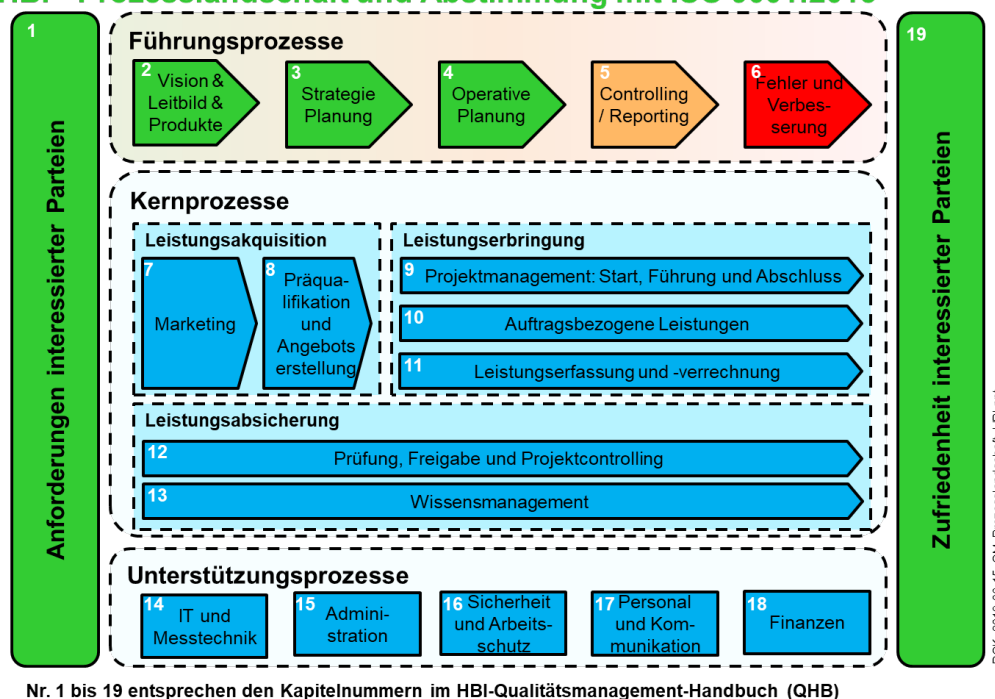 1
Anforderungen interessierter Parteien
Führungsprozesse
2
Vision &
Leitbild &
Produkte
3
Strategie
Planung
4
Operative
Planung
5
Controlling
/ Reporting
6
Fehler und
Verbes-
serung
Kernprozesse
Leistungsakquisition
7
Marketing
8
Präqua-
lifikation
und
Angebots
erstellung
Leistungserbringung
9
Projektmanagement: Start, Führung und Abschluss
10
Auftragsbezogene Leistungen
11
Leistungserfassung und -verrechnung
Leistungsabsicherung
12
Prüfung, Freigabe und Projektcontrolling
13
Wissensmanagement
Unterstützungsprozesse
14
IT und
Messtechnik
15
Admini-
stration
16
Sicherheit
und Arbeits-
schutz
17
Personal
und Kom-
munikation
18
Finanzen
19
Zufriedenheit interessierter Parteien
Nr. 1 bis 19 entsprechen den Kapitelnummern im HBI-Qualitätsmanagement-Handbuch (QHB)